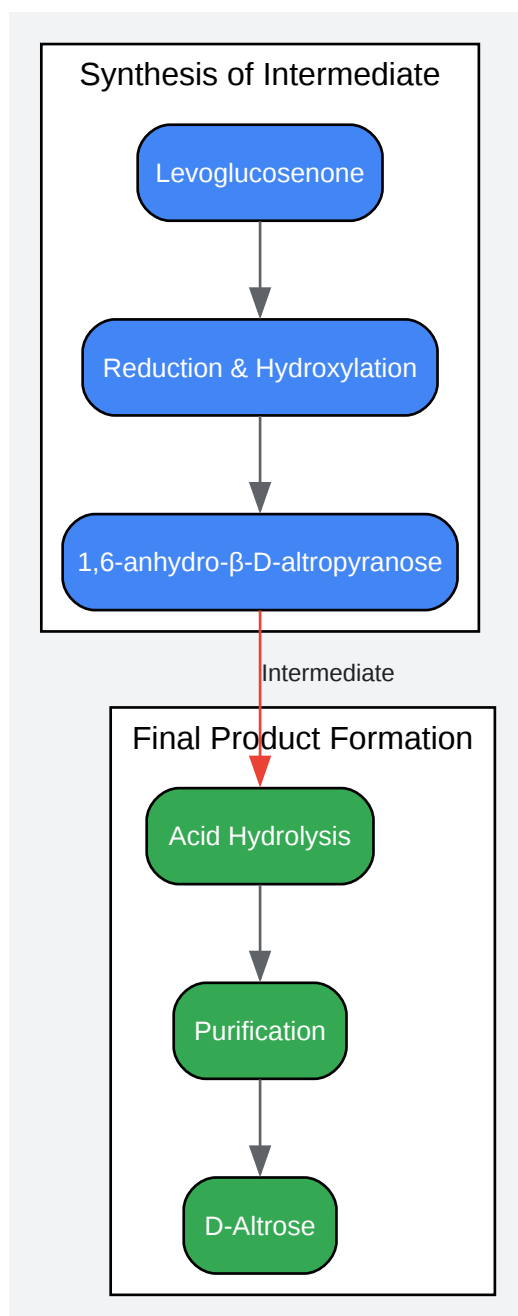 Synthesis of Intermediate
Levoglucosenone
Reduction & Hydroxylation
1,6-anhydro-β-D-altropyranose
Intermediate
Final Product Formation
Acid Hydrolysis
Purification
D-Altrose